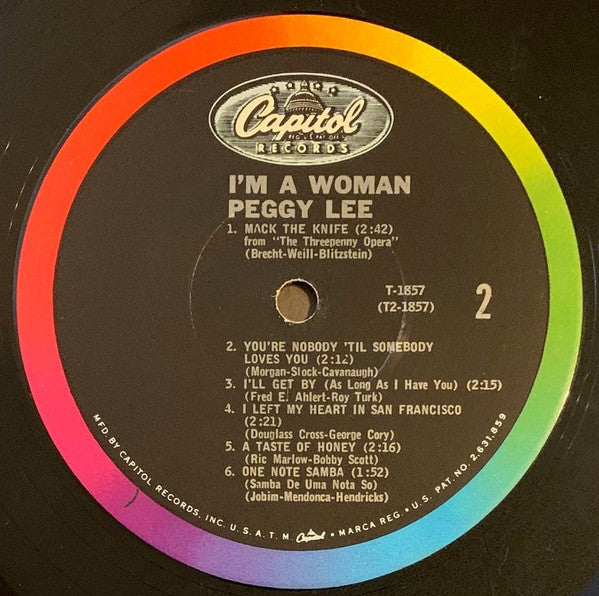 Capitol
REG. U.S. PAT. OFF.
RECORDS
I'M A WOMAN
PEGGY LEE
1. MACK THE KNIFE (2:42)
from "The Threepenny Opera"
(Brecht-Weill-Blitzstein)
T-1857
(T2-1857)
2
2. YOU'RE NOBODY 'TIL SOMEBODY
LOVES YOU (2:12)
(Morgan-Stock-Cavanaugh)
3. I'LL GET BY (As Long As I Have You) (2:15)
(Fred E. Ahlert-Roy Turk)
4. I LEFT MY HEART IN SAN FRANCISCO
(2:21)
(Douglass Cross-George Cory)
5. A TASTE OF HONEY (2:16)
(Ric Marlow-Bobby Scott)
6. ONE NOTE SAMBA (1:52)
(Samba De Uma Nota So)
(Jobim-Mendonca-Hendricks)
MFD. BY CAPITOL RECORDS, INC. U.S.A. T.M. Capitol • MARCA REG. • U.S. PAT. NO. 2,631,859